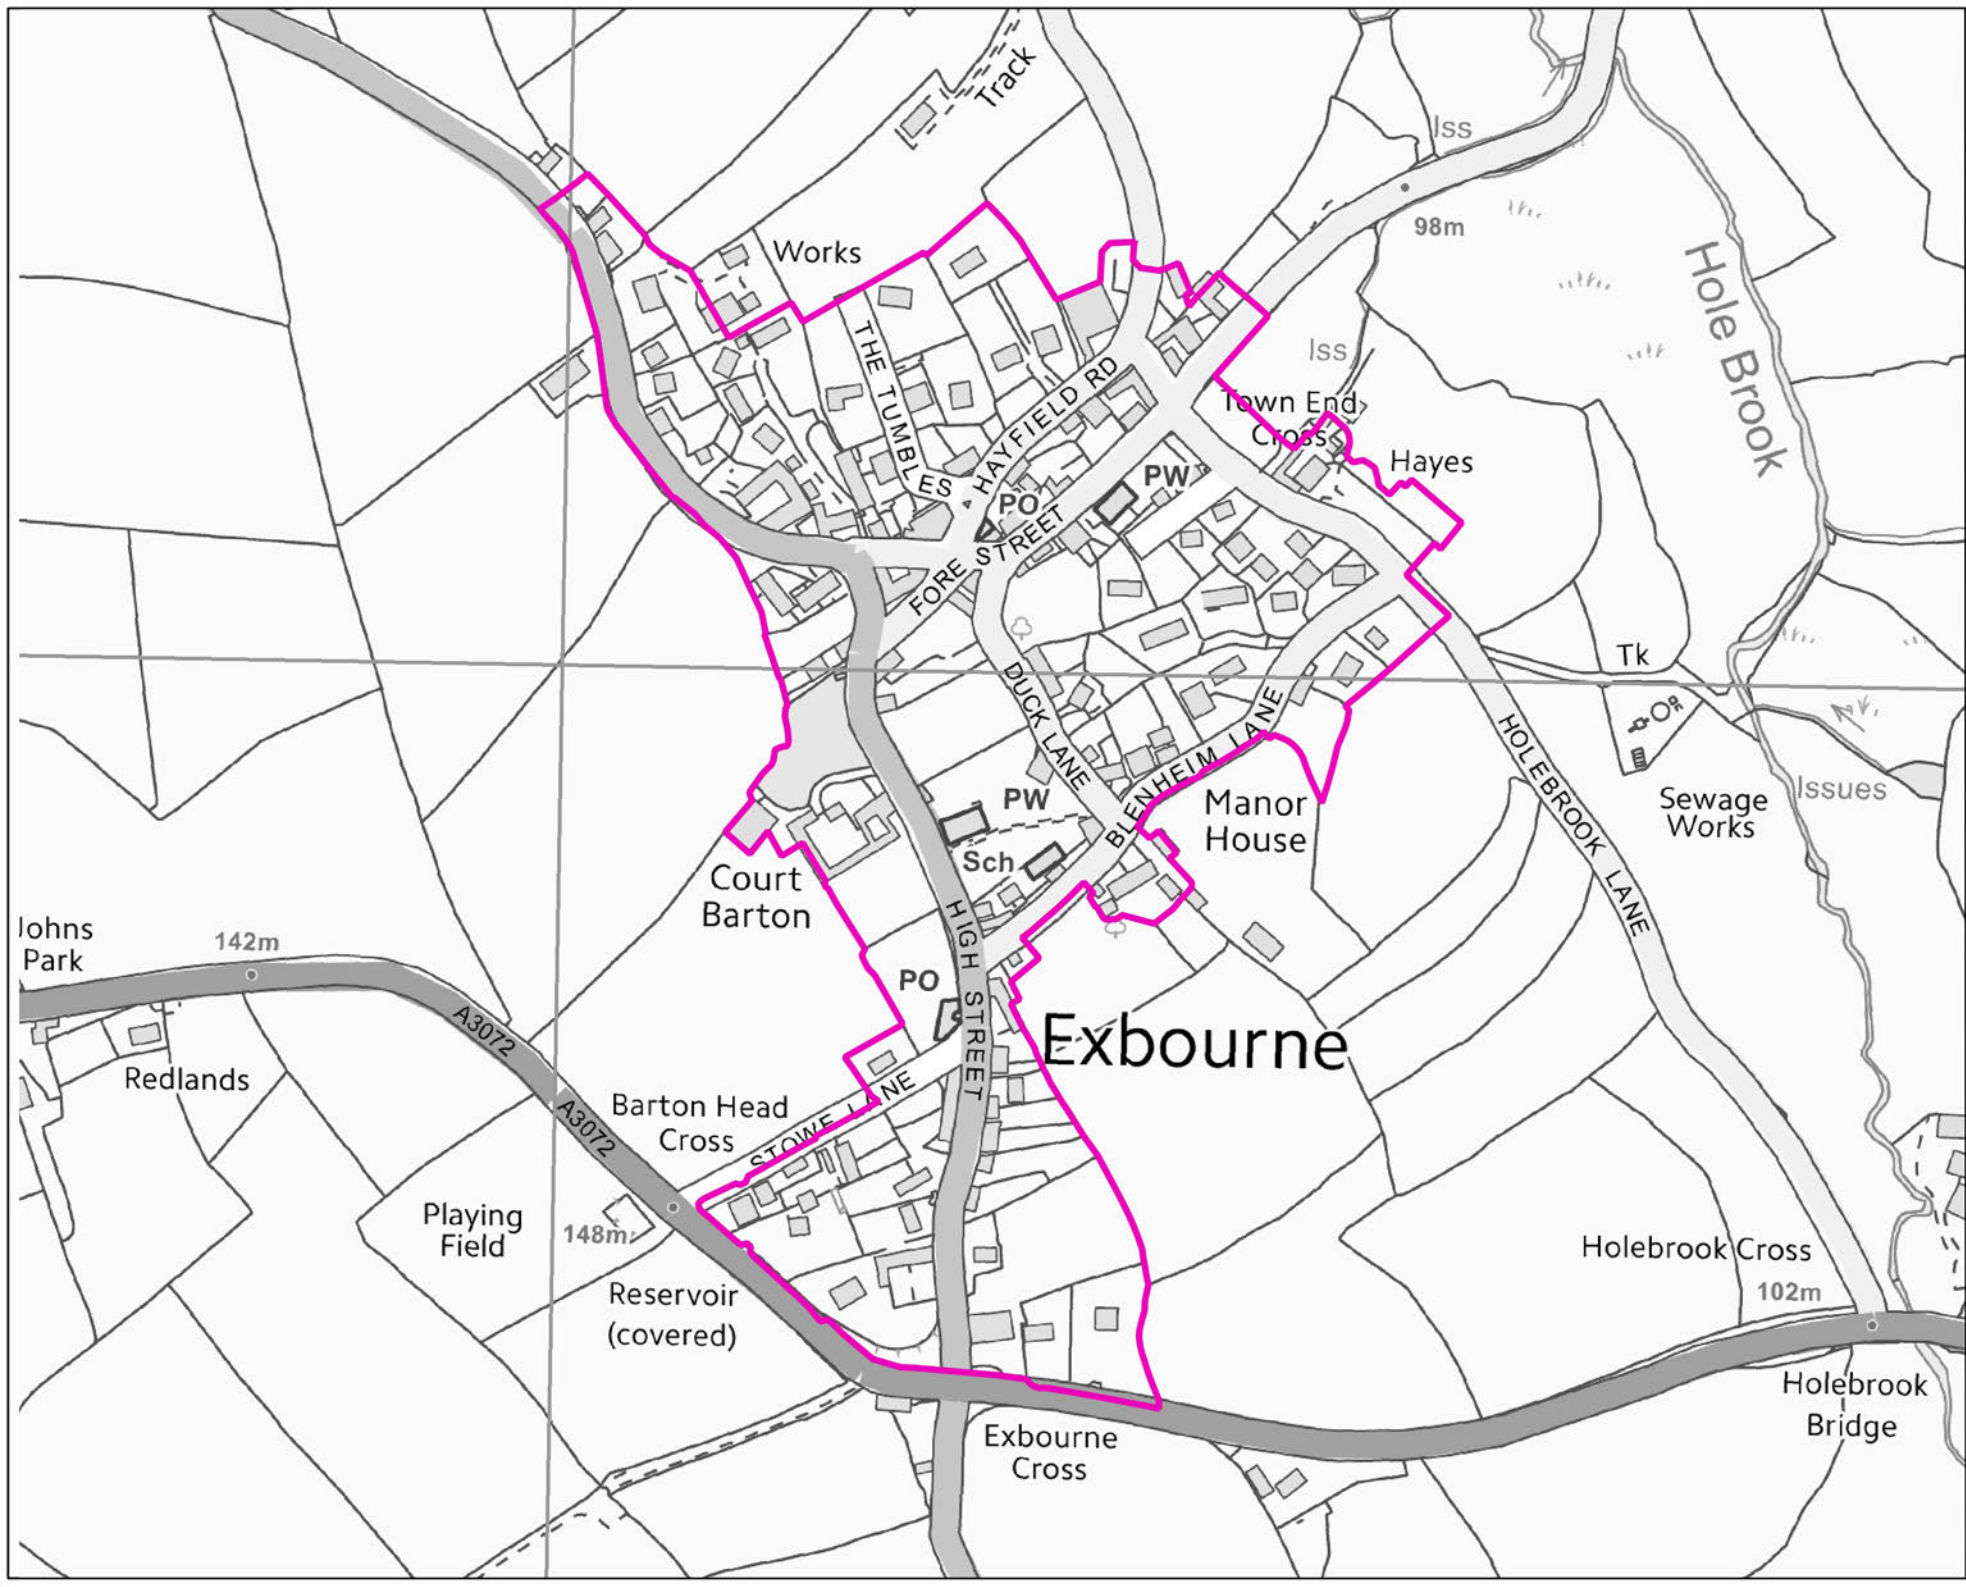 Track
Iss
98m
Works
Hole Brook
THE TUMBLES
HAYFIELD RD
Iss
Town End
Cross
Hayes
PW
PO
FORE STREET
Tk
DUCK LANE
BLENHEIM LANE
HOLEBROOK LANE
Issues
Sewage
Works
PW
Manor
House
Sch
Court
Barton
HIGH STREET
Johns
Park
142m
PO
A3072
Exbourne
Redlands
A3072
Barton Head
Cross
STOWE LANE
Playing
Field
148m
Holebrook Cross
102m
Reservoir
(covered)
Holebrook
Bridge
Exbourne
Cross